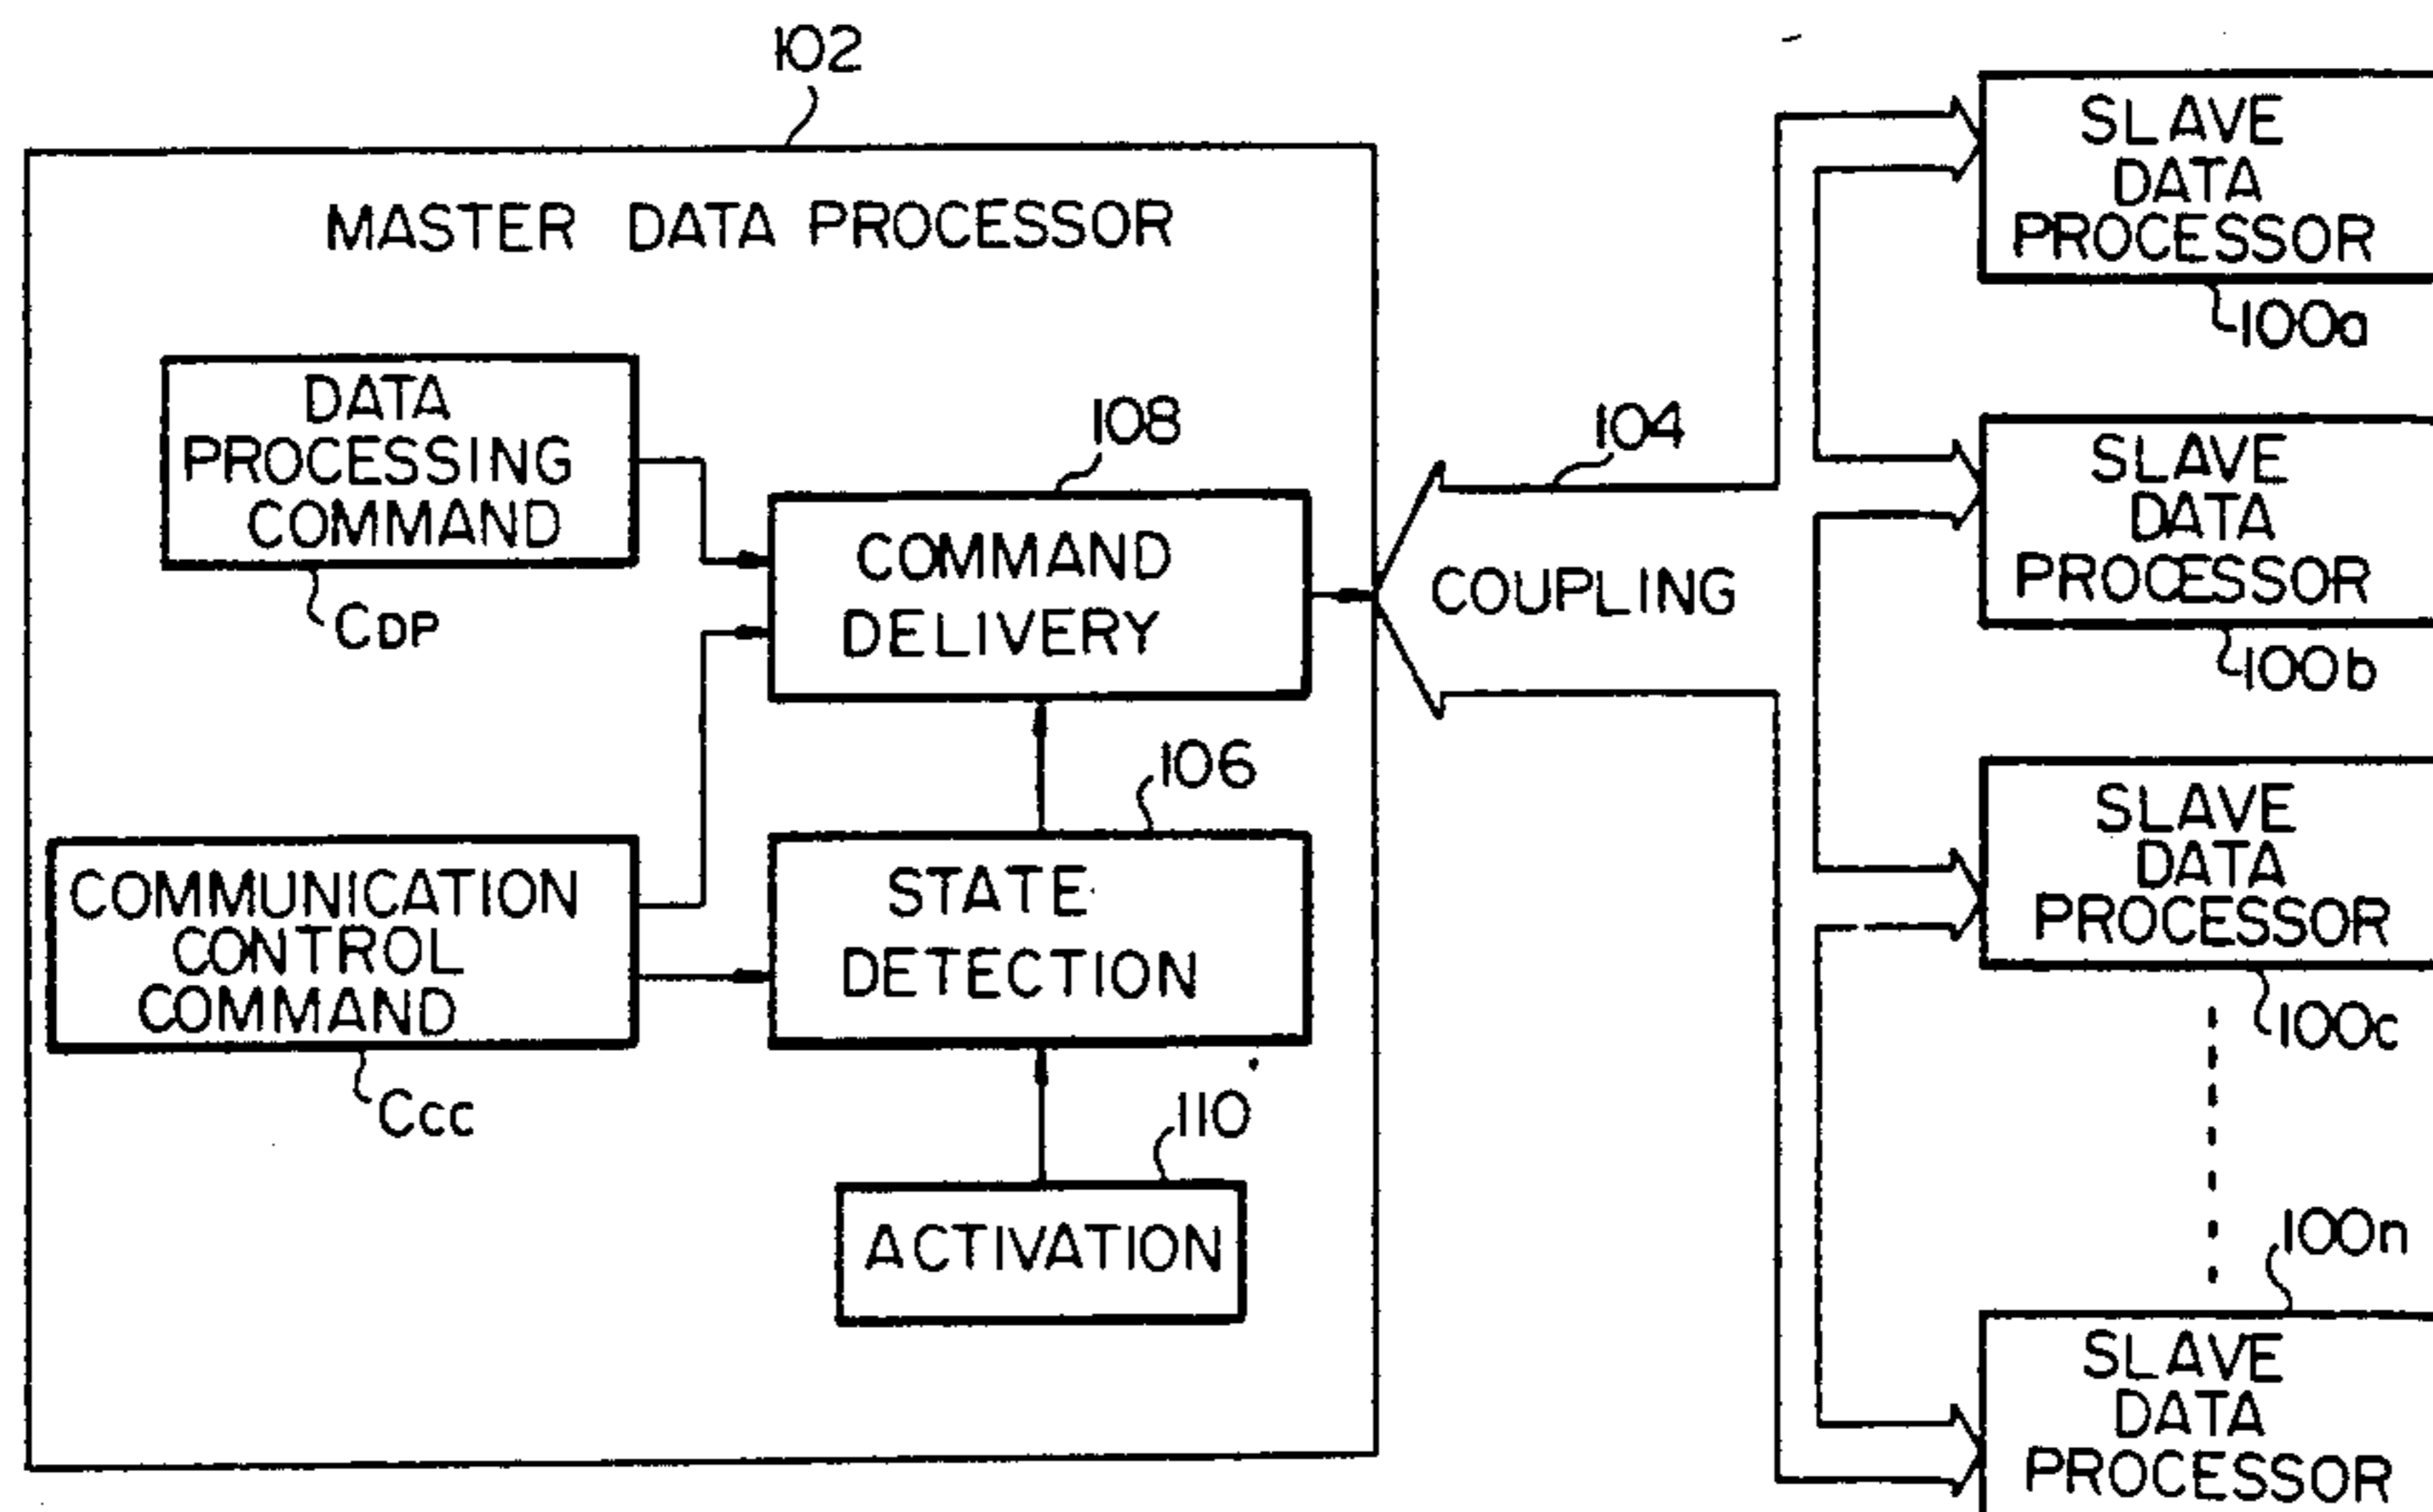 102
MASTER DATA PROCESSOR
DATA
PROCESSING
COMMAND
CDP
108
COMMAND
DELIVERY
COMMUNICATION
CONTROL
COMMAND
Ccc
106
STATE
DETECTION
110
ACTIVATION
104
COUPLING
SLAVE
DATA
PROCESSOR
100a
SLAVE
DATA
PROCESSOR
100b
SLAVE
DATA
PROCESSOR
100c
100n
SLAVE
DATA
PROCESSOR